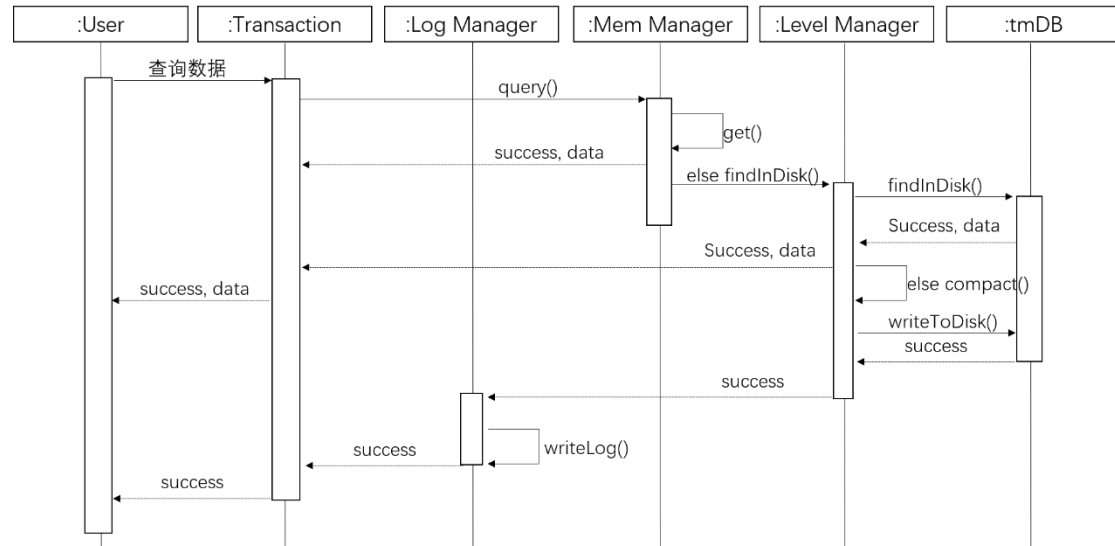 :User
:Transaction
:Log Manager
:Mem Manager
:Level Manager
:tmDB
查询数据
query()
get()
success, data
else findInDisk()
findInDisk()
Success, data
Success, data
success, data
else compact()
writeToDisk()
success
success
writeLog()
success
success